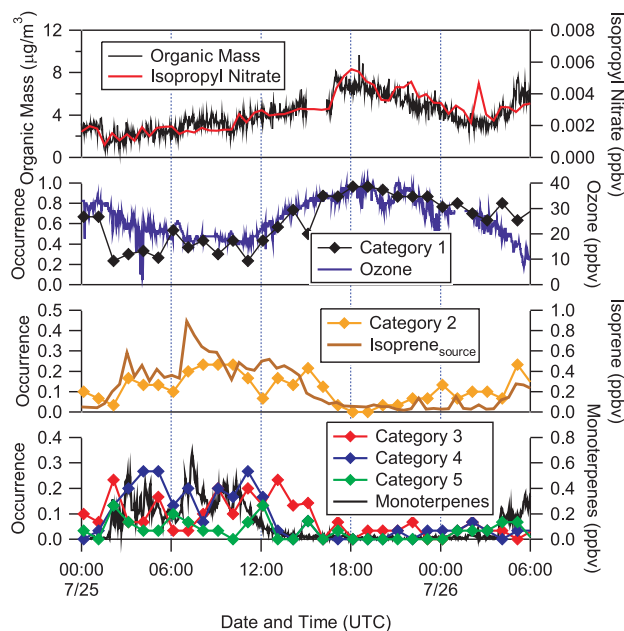 Organic Mass (μg/m³)
12
8
4
0
Organic Mass
Isopropyl Nitrate
0.008
0.006
0.004
0.002
0.000
Isopropyl Nitrate
(ppbv)
Occurrence
1.0
0.8
0.6
0.4
0.2
0.0
Category 1
Ozone
40
30
20
10
0
Ozone
(ppbv)
Occurrence
0.5
0.4
0.3
0.2
0.1
0.0
Category 2
Isoprene source
1.0
0.8
0.6
0.4
0.2
0.0
Isoprene
(ppbv)
Occurrence
0.4
0.3
0.2
0.1
0.0
Category 3
Category 4
Category 5
Monoterpenes
0.8
0.6
0.4
0.2
0.0
Monoterpenes
(ppbv)
00:00 06:00 12:00 18:00 00:00 06:00
7/25 7/26
Date and Time (UTC)